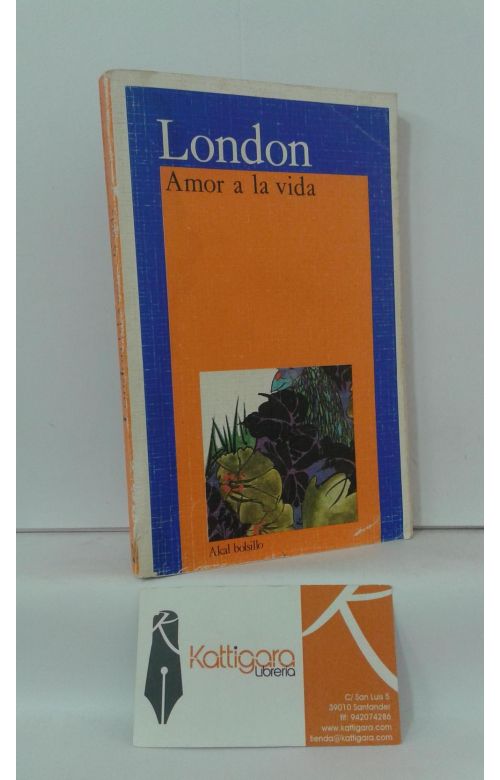 London
Amor a la vida
Akal bolsillo
Kattigara
Librería
C/ San Luis 5
39010 Santander
tlf: 942074286
www.kattigara.com
tienda@kattigara.com